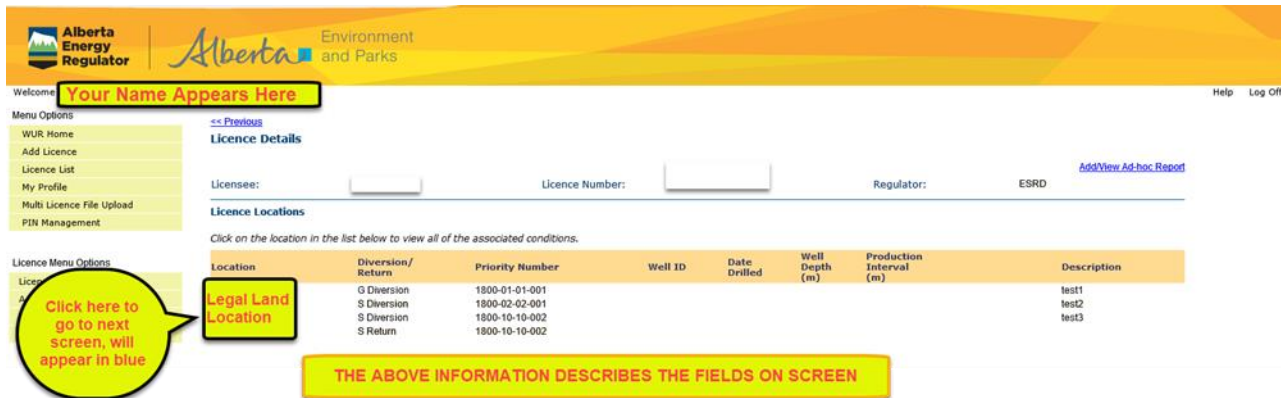 Alberta
Energy
Regulator
Alberta
Environment
and Parks
Welcome
Your Name Appears Here
Help Log Off
Menu Options
WUR Home
Add Licence
Licence List
My Profile
Multi Licence File Upload
PIN Management
<< Previous
Licence Details
Add/View Ad-hoc Report
Licensee: Licence Number: Regulator: ESRD
Licence Locations
Click on the location in the list below to view all of the associated conditions.
Licence Menu Options
Location Diversion/ Return Priority Number Well ID Date Drilled Well Depth (m) Production Interval (m) Description
G Diversion 1800-01-01-001 test1
S Diversion 1800-02-02-001 test2
S Diversion 1800-10-10-002 test3
S Return 1800-10-10-002
Legal Land
Location
Click here to
go to next
screen, will
appear in blue
THE ABOVE INFORMATION DESCRIBES THE FIELDS ON SCREEN